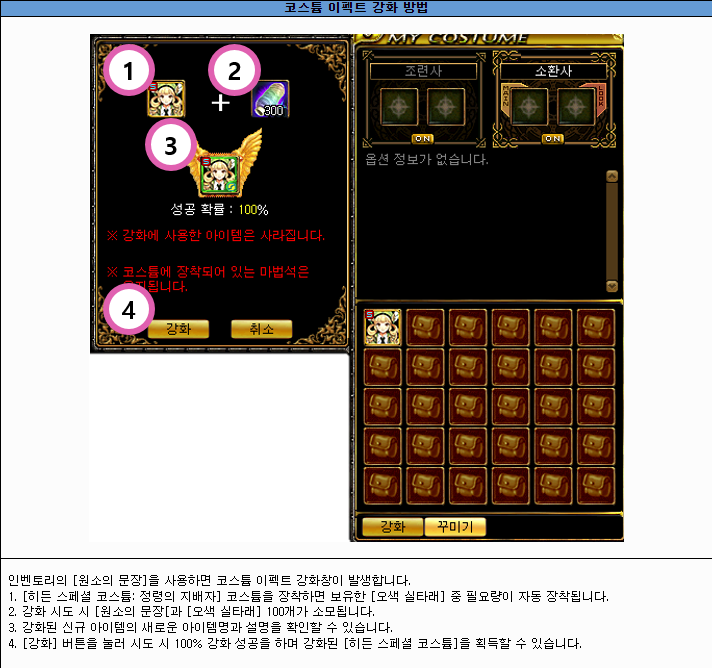 코스튬 이펙트 강화 방법
MY COSTUME
1
2
+
300
3
S
성공 확률 : 100%
※ 강화에 사용한 아이템은 사라집니다.
※ 코스튬에 장착되어 있는 마법석은
됩니다.
4
강화
취소
조련사
소환사
MAIN
LOOK
ON
ON
옵션 정보가 없습니다.
S
강화
꾸미기
인벤토리의 [원소의 문장]을 사용하면 코스튬 이펙트 강화창이 발생합니다.
1. [히든 스페셜 코스튬: 정령의 지배자] 코스튬을 장착하면 보유한 [오색 실타래] 중 필요량이 자동 장착됩니다.
2. 강화 시도 시 [원소의 문장[과 [오색 실타래] 100개가 소모됩니다.
3. 강화된 신규 아이템의 새로운 아이템명과 설명을 확인할 수 있습니다.
4. [강화] 버튼을 눌러 시도 시 100% 강화 성공을 하며 강화된 [히든 스페셜 코스튬]을 획득할 수 있습니다.